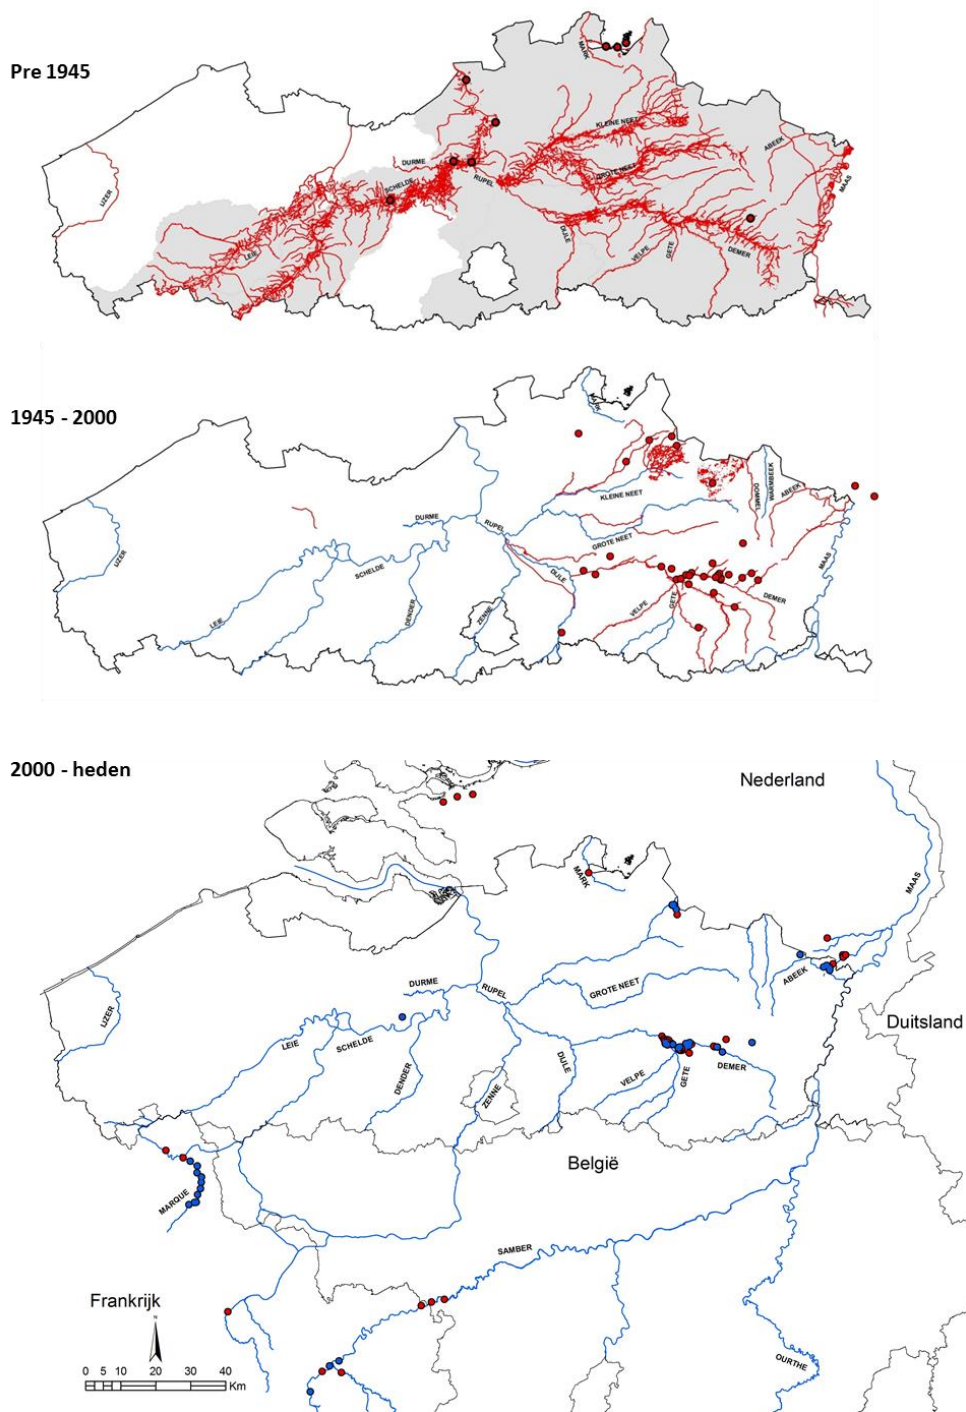 Pre 1945
MARK
KLEINE NEET
ABEEK
DURME
GROTE NEET
SCHELDE
RUPEL
MAAS
IJZER
DIJLE
LEIE
VELPE
GETE
DEMER
1945 - 2000
MARK
DOMMEL
WARMBEEK
ABEEK
KLEINE NEET
DURME
RUPEL
GROTE NEET
IJZER
SCHELDE
DIJLE
MAAS
DEMER
VELPE
GETE
DENDER
ZENNE
LEIE
2000 - heden
Nederland
MARK
MAAS
ABEEK
DURME
RUPEL
GROTE NEET
IJZER
Duitsland
LEIE
SCHELDE
DIJLE
DENDER
VELPE
GETE
DEMER
ZENNE
België
MARQUE
SAMBER
Frankrijk
N
OURTHE
0 5 10 20 30 40
Km